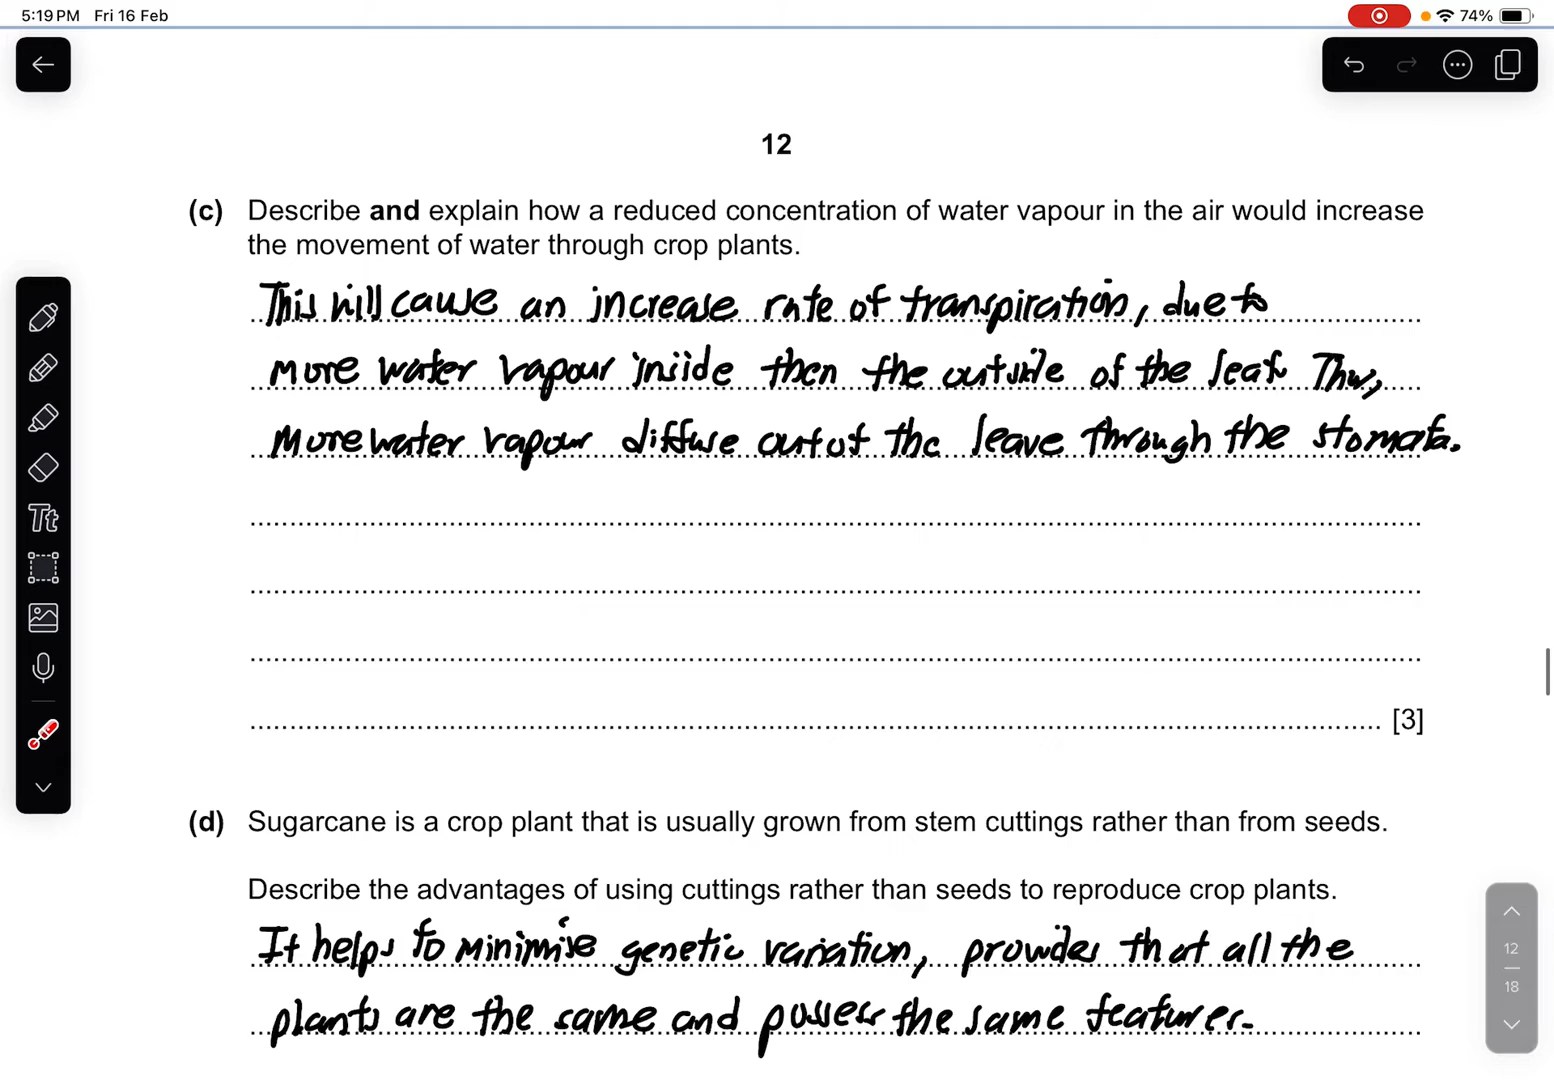 5:19 PM Fri 16 Feb
74%
12
(c) Describe and explain how a reduced concentration of water vapour in the air would increase
the movement of water through crop plants.
This will cause an increase rate of transpiration, due to
more water vapour inside then the outside of the leaf. Thus,
More water vapour diffuse out of the leave through the stomata.
[3]
Tt
(d) Sugarcane is a crop plant that is usually grown from stem cuttings rather than from seeds.
Describe the advantages of using cuttings rather than seeds to reproduce crop plants.
It helps to minimise genetic variation, provides that all the
plants are the same and possess the same features.
12
18